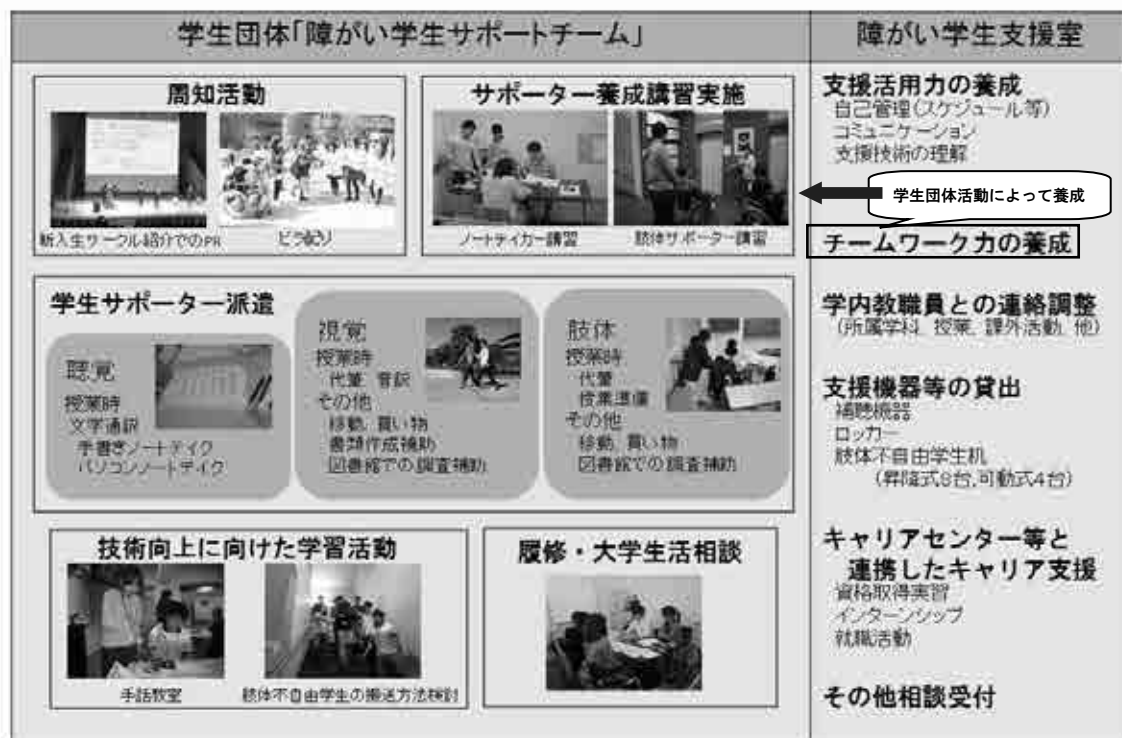 学生団体「障がい学生サポートチーム」
周知活動
新入生サークル紹介でのPR
ビラ配り
サポーター養成講習実施
ノートテイカー講習
肢体サポーター講習
学生サポーター派遣
聴覚
授業時
文字通訳
手書きノートテイク
パソコンノートテイク
視覚
授業時
代筆、音訳
その他
移動、買い物
書類作成補助
図書館での調査補助
肢体
授業時
代筆
授業準備
その他
移動、買い物
図書館での調査補助
技術向上に向けた学習活動
手話教室
肢体不自由学生の搬送方法検討
履修・大学生活相談
障がい学生支援室
支援活用力の養成
自己管理(スケジュール等)
コミュニケーション
支援技術の理解
学生団体活動によって養成
チームワーク力の養成
学内教職員との連絡調整
(所属学科、授業、課外活動、他)
支援機器等の貸出
補聴機器
ロッカー
肢体不自由学生机
(昇降式8台,可動式4台)
キャリアセンター等と
連携したキャリア支援
資格取得実習
インターンシップ
就職活動
その他相談受付